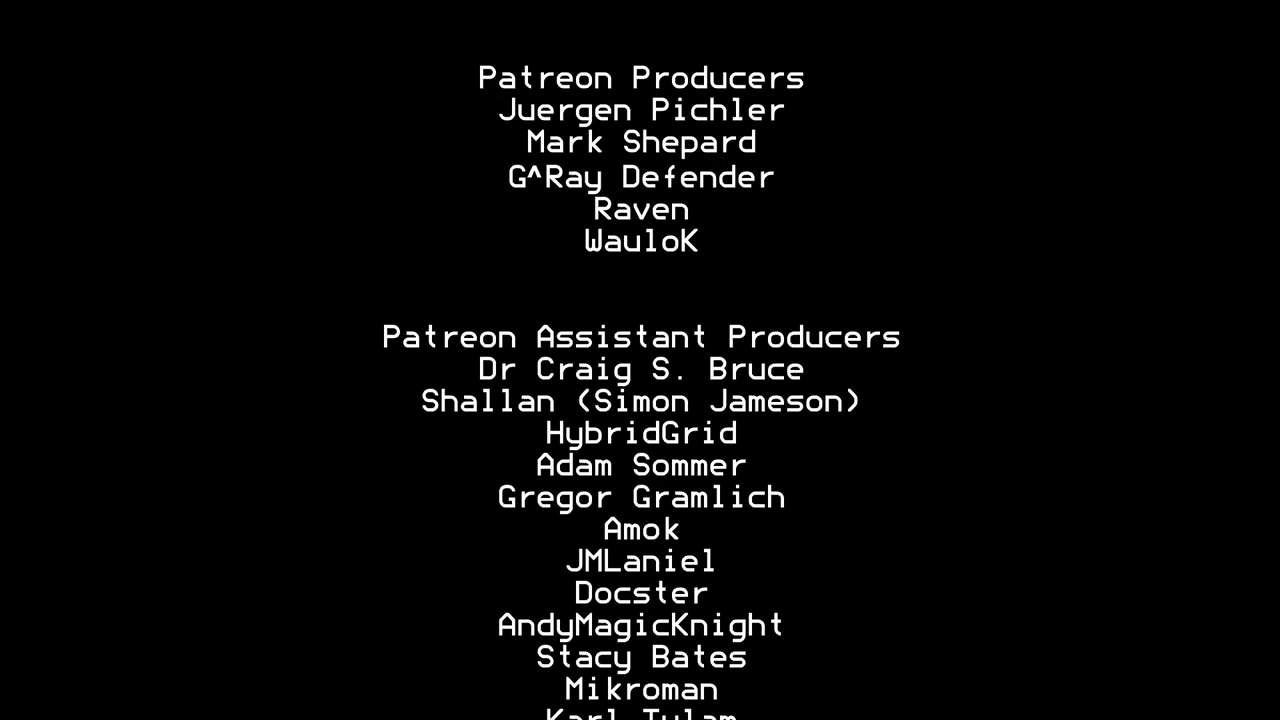 Patreon Producers
Juergen Pichler
Mark Shepard
G^Ray Defender
Raven
WauloK
Patreon Assistant Producers
Dr Craig S. Bruce
Shallan (Simon Jameson)
HybridGrid
Adam Sommer
Gregor Gramlich
Amok
JMLaniel
Docster
AndyMagicKnight
Stacy Bates
Mikroman
Karl